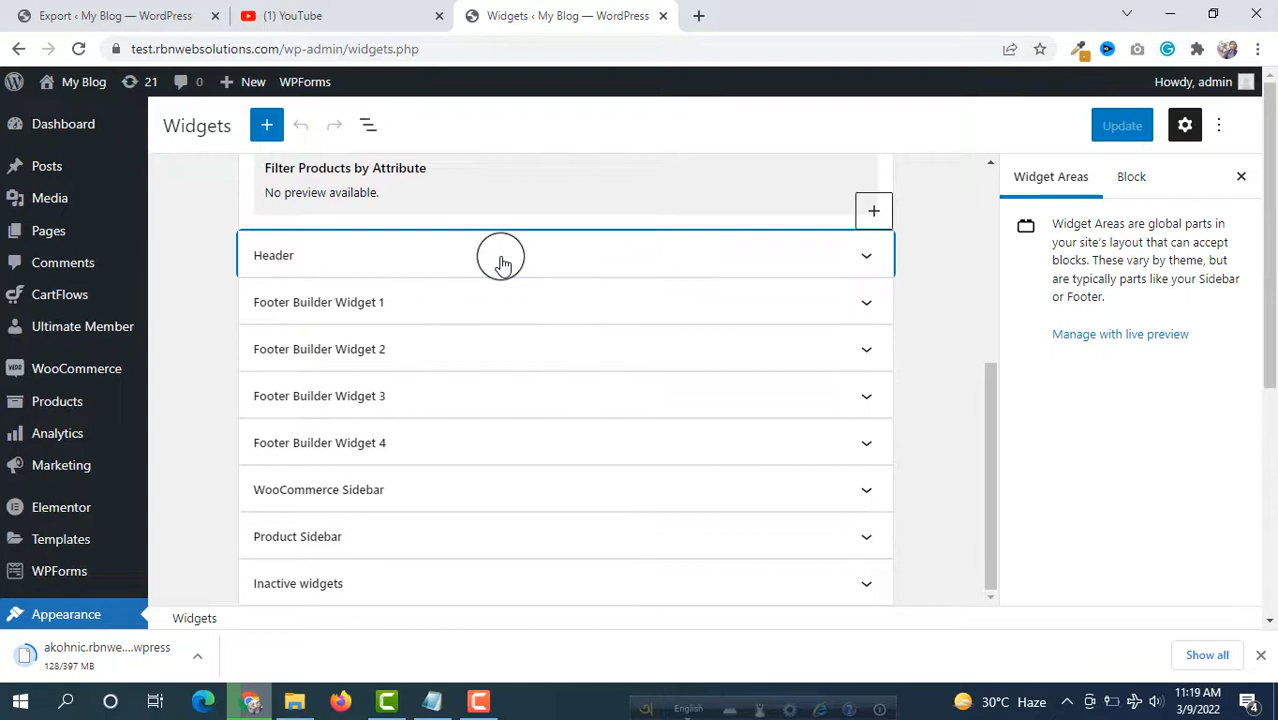 Export ‹ My Blog — WordPress
(1) YouTube
Widgets ‹ My Blog — WordPress
test.rbnwebsolutions.com/wp-admin/widgets.php
My Blog
21
0
New
WPForms
Howdy, admin
Dashboard
Posts
Media
Pages
Comments
CartFlows
Ultimate Member
WooCommerce
Products
Analytics
Marketing
Elementor
Templates
WPForms
Appearance
Widgets
Update
Filter Products by Attribute
No preview available.
Header
Footer Builder Widget 1
Footer Builder Widget 2
Footer Builder Widget 3
Footer Builder Widget 4
WooCommerce Sidebar
Product Sidebar
Inactive widgets
Widgets
Widget Areas
Block
Widget Areas are global parts in
your site's layout that can accept
blocks. These vary by theme, but
are typically parts like your Sidebar
or Footer.
Manage with live preview
akohnic.rbnwe....wpress
128/397 MB
Show all
English
30°C Haze
11:19 AM
3/9/2022
4